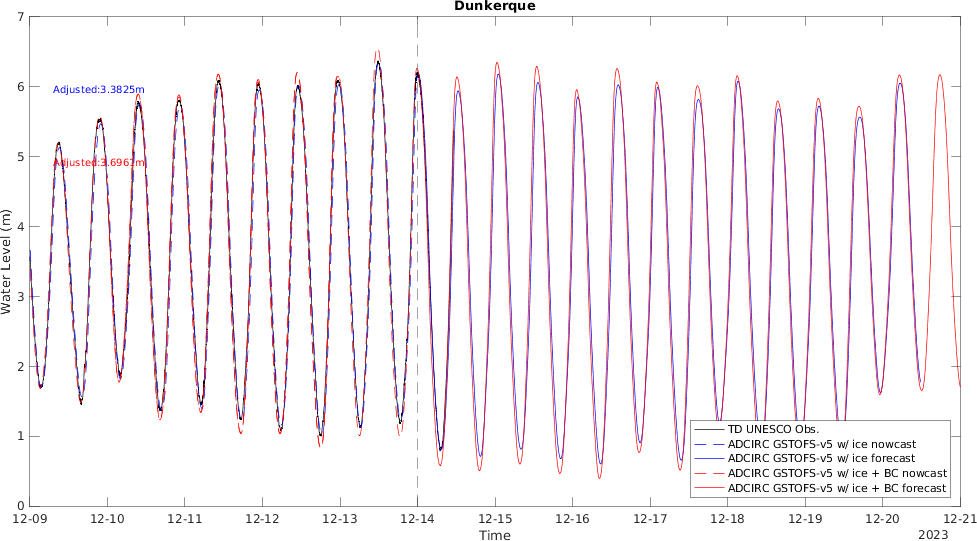 Dunkerque
7
6
5
4
3
2
1
0
Water Level (m)
Adjusted:3.3825m
Adjusted:3.6962m
TD UNESCO Obs.
ADCIRC GSTOFS-v5 w/ ice nowcast
ADCIRC GSTOFS-v5 w/ ice forecast
ADCIRC GSTOFS-v5 w/ ice + BC nowcast
ADCIRC GSTOFS-v5 w/ ice + BC forecast
12-09 12-10 12-11 12-12 12-13 12-14 12-15 12-16 12-17 12-18 12-19 12-20 12-21
Time
2023